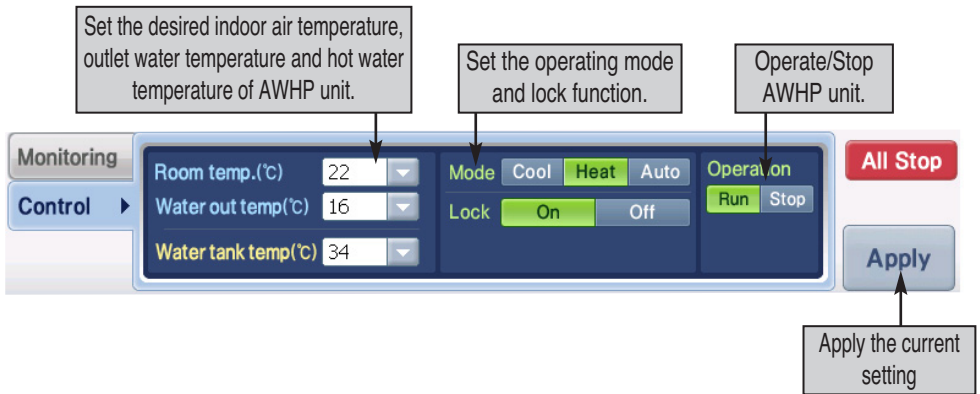 Set the desired indoor air temperature,
outlet water temperature and hot water
temperature of AWHP unit.
Set the operating mode
and lock function.
Operate/Stop
AWHP unit.
Monitoring
Control
Room temp.(℃) 22
Water out temp(℃) 16
Water tank temp(℃) 34
Mode Cool Heat Auto
Lock On Off
Operation
Run Stop
All Stop
Apply
Apply the current
setting